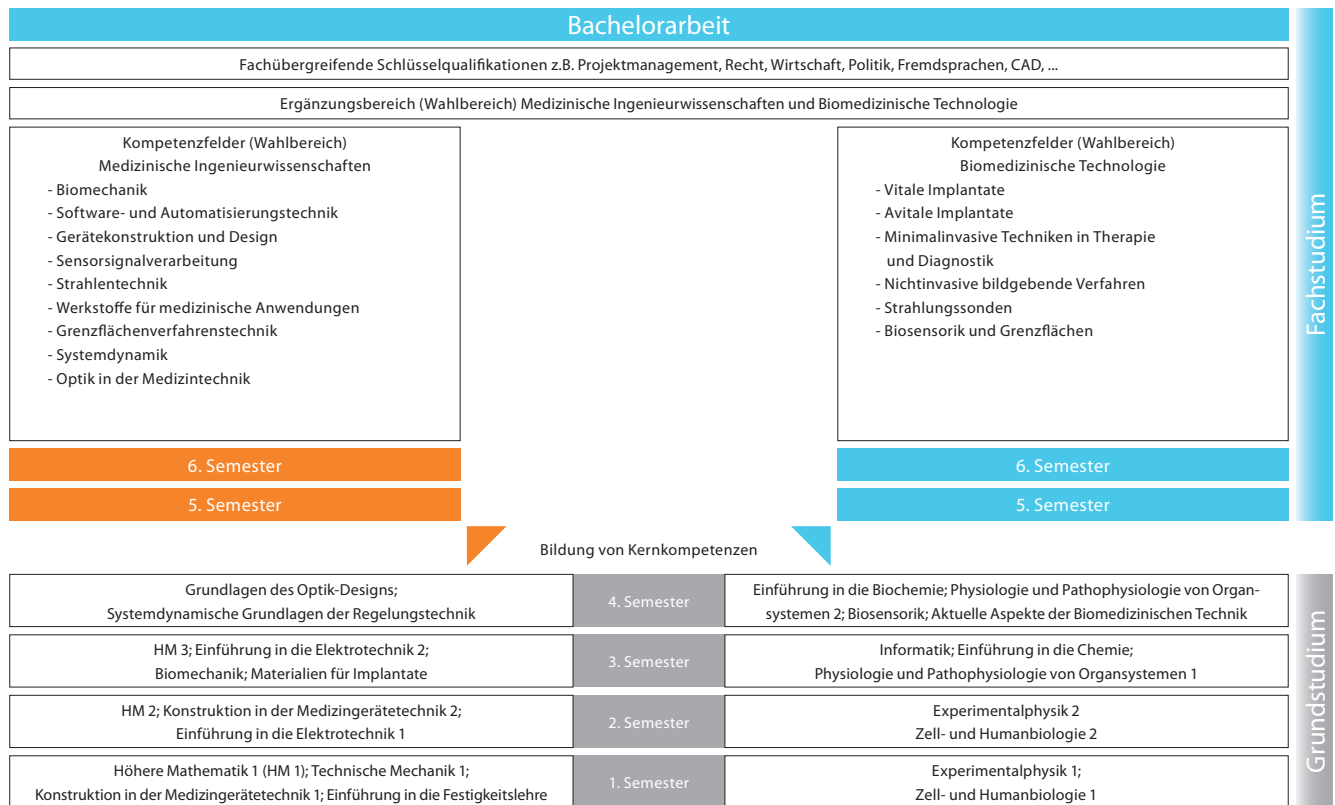 Bachelorarbeit
Fachübergreifende Schlüsselqualifikationen z.B. Projektmanagement, Recht, Wirtschaft, Politik, Fremdsprachen, CAD, ...
Ergänzungsbereich (Wahlbereich) Medizinische Ingenieurwissenschaften und Biomedizinische Technologie
Kompetenzfelder (Wahlbereich)
Medizinische Ingenieurwissenschaften
- Biomechanik
- Software- und Automatisierungstechnik
- Gerätekonstruktion und Design
- Sensorsignalverarbeitung
- Strahlentechnik
- Werkstoffe für medizinische Anwendungen
- Grenzflächenverfahrenstechnik
- Systemdynamik
- Optik in der Medizintechnik
6. Semester
5. Semester
Kompetenzfelder (Wahlbereich)
Biomedizinische Technologie
- Vitale Implantate
- Avitale Implantate
- Minimalinvasive Techniken in Therapie
und Diagnostik
- Nichtinvasive bildgebende Verfahren
- Strahlungssonden
- Biosensorik und Grenzflächen
6. Semester
5. Semester
Fachstudium
Bildung von Kernkompetenzen
Grundlagen des Optik-Designs;
Systemdynamische Grundlagen der Regelungstechnik
4. Semester
Einführung in die Biochemie; Physiologie und Pathophysiologie von Organ-
systemen 2; Biosensorik; Aktuelle Aspekte der Biomedizinischen Technik
HM 3; Einführung in die Elektrotechnik 2;
Biomechanik; Materialien für Implantate
3. Semester
Informatik; Einführung in die Chemie;
Physiologie und Pathophysiologie von Organsystemen 1
HM 2; Konstruktion in der Medizingerätetechnik 2;
Einführung in die Elektrotechnik 1
2. Semester
Experimentalphysik 2
Zell- und Humanbiologie 2
Höhere Mathematik 1 (HM 1); Technische Mechanik 1;
Konstruktion in der Medizingerätetechnik 1; Einführung in die Festigkeitslehre
1. Semester
Experimentalphysik 1;
Zell- und Humanbiologie 1
Grundstudium